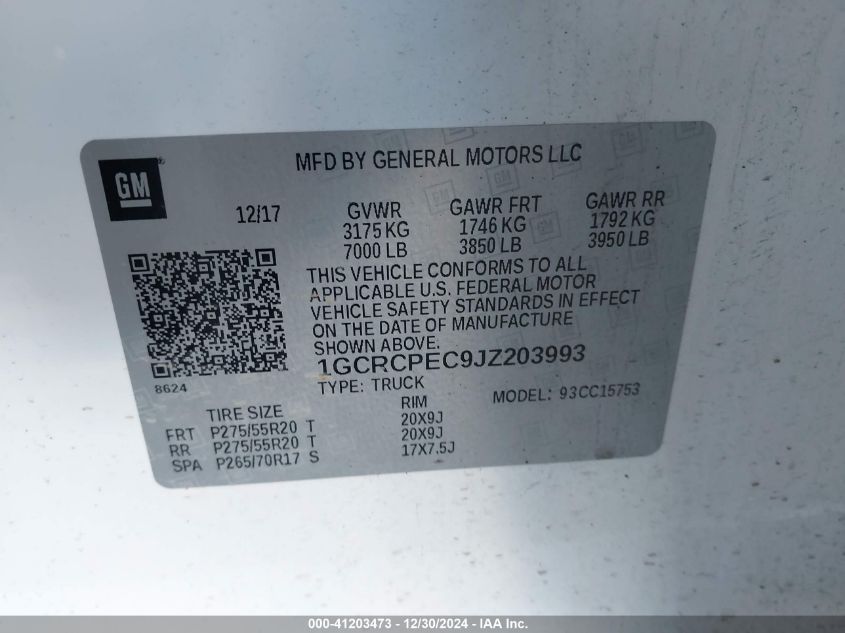 GM ®
MFD BY GENERAL MOTORS LLC
12/17 GVWR GAWR FRT GAWR RR
3175 KG 1746 KG 1792 KG
7000 LB 3850 LB 3950 LB
THIS VEHICLE CONFORMS TO ALL
APPLICABLE U.S. FEDERAL MOTOR
VEHICLE SAFETY STANDARDS IN EFFECT
ON THE DATE OF MANUFACTURE
SHOWN ABOVE.
1GCRCPEC9JZ203993
8624
TYPE: TRUCK MODEL: 93CC15753
TIRE SIZE RIM
FRT P275/55R20 T 20X9J
RR P275/55R20 T 20X9J
SPA P265/70R17 S 17X7.5J
000-41203473 - 12/30/2024 - IAA Inc.